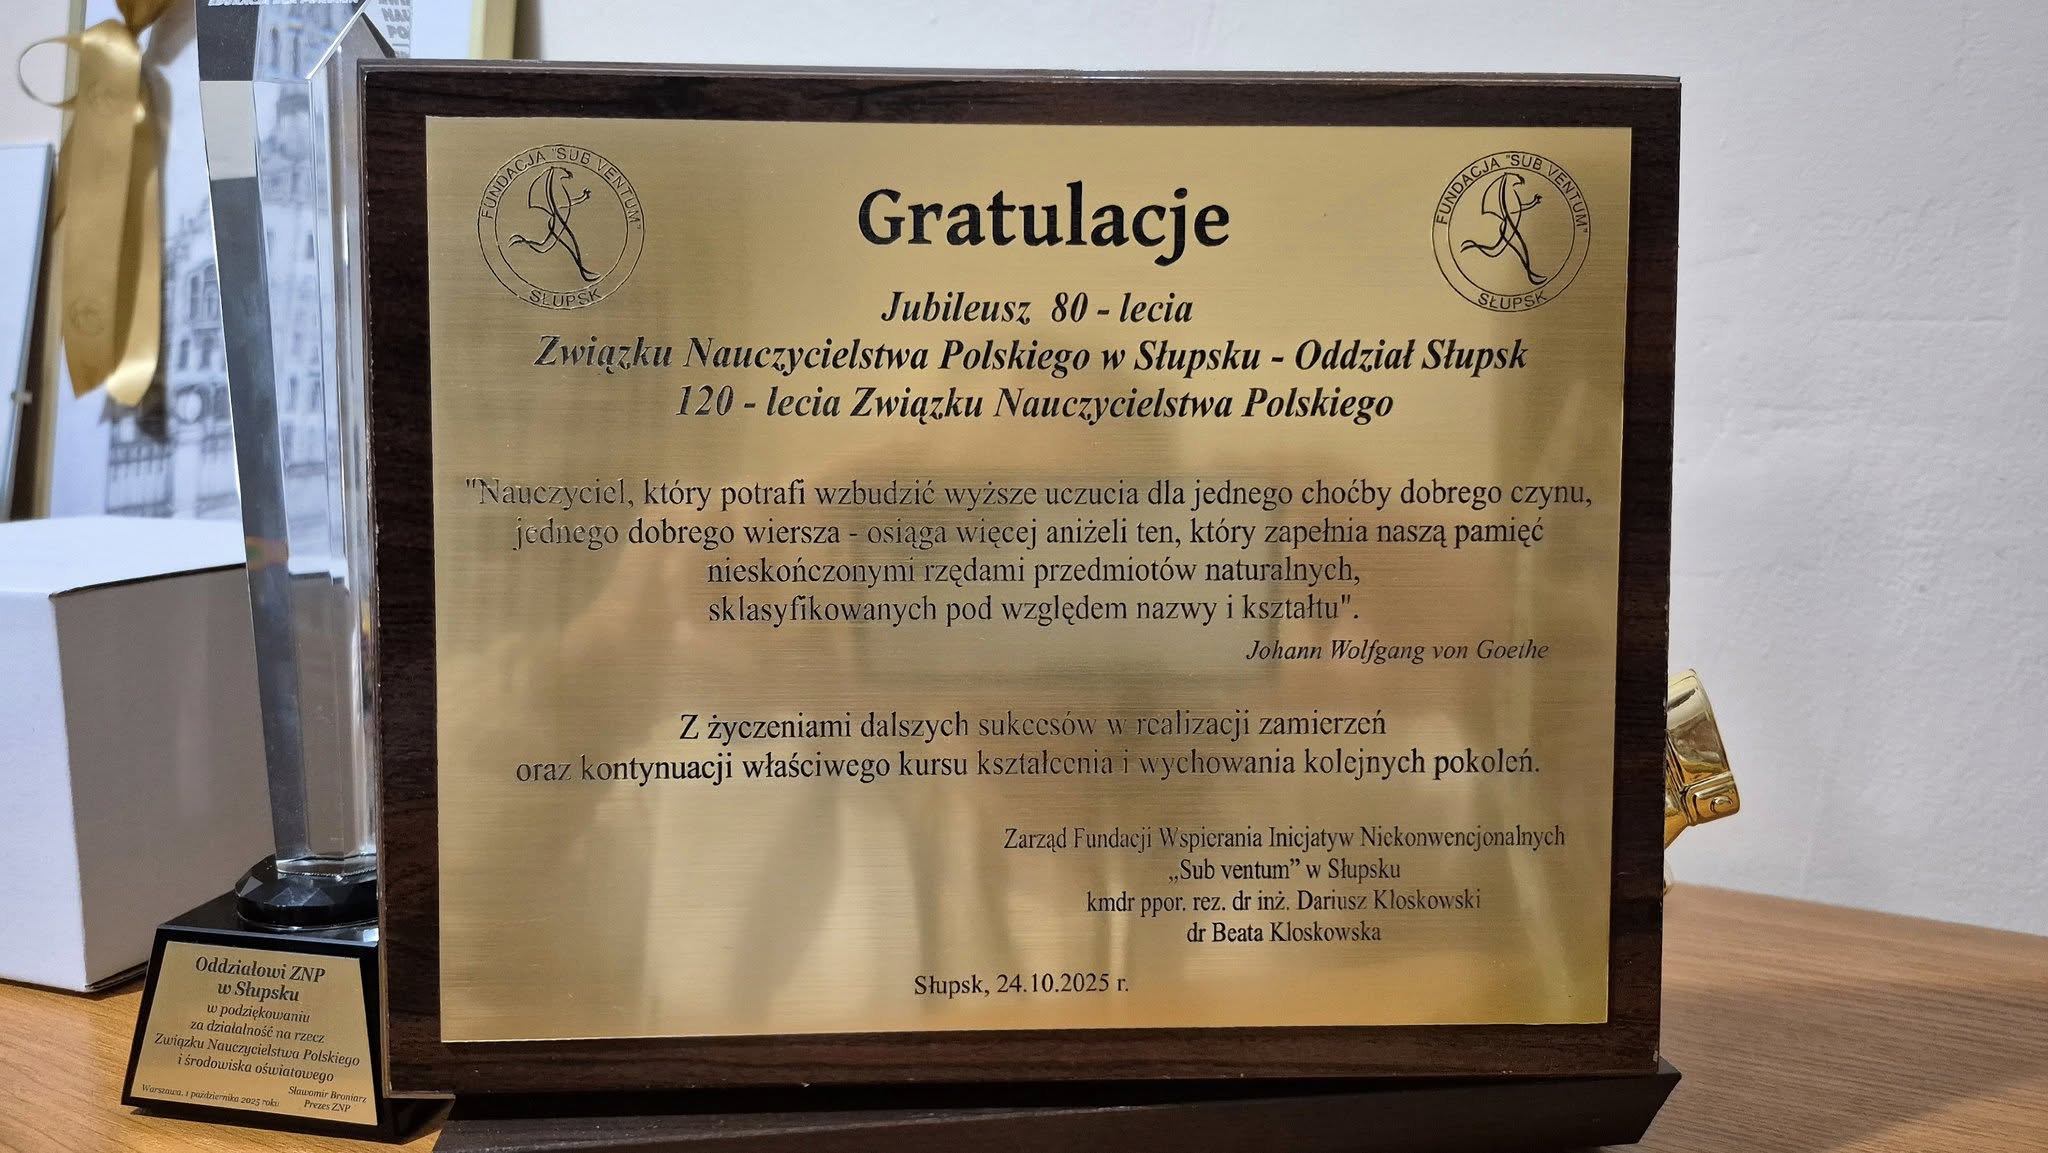 FUNDACJA "SUB VENTUM"
SŁUPSK
FUNDACJA "SUB VENTUM"
SŁUPSK
Gratulacje
Jubileusz 80 - lecia
Związku Nauczycielstwa Polskiego w Słupsku - Oddział Słupsk
120 - lecia Związku Nauczycielstwa Polskiego
"Nauczyciel, który potrafi wzbudzić wyższe uczucia dla jednego choćby dobrego czynu,
jednego dobrego wiersza - osiąga więcej aniżeli ten, który zapełnia naszą pamięć
nieskończonymi rzędami przedmiotów naturalnych,
sklasyfikowanych pod względem nazwy i kształtu".
Johann Wolfgang von Goethe
Z życzeniami dalszych sukcesów w realizacji zamierzeń
oraz kontynuacji właściwego kursu kształcenia i wychowania kolejnych pokoleń.
Zarząd Fundacji Wspierania Inicjatyw Niekonwencjonalnych
„Sub ventum” w Słupsku
kmdr ppor. rez. dr inż. Dariusz Kloskowski
dr Beata Kloskowska
Słupsk, 24.10.2025 r.
Oddziałowi ZNP
w Słupsku
w podziękowaniu
za działalność na rzecz
Związku Nauczycielstwa Polskiego
i środowiska oświatowego
Warszawa, 1 października 2025 roku
Sławomir Broniarz
Prezes ZNP